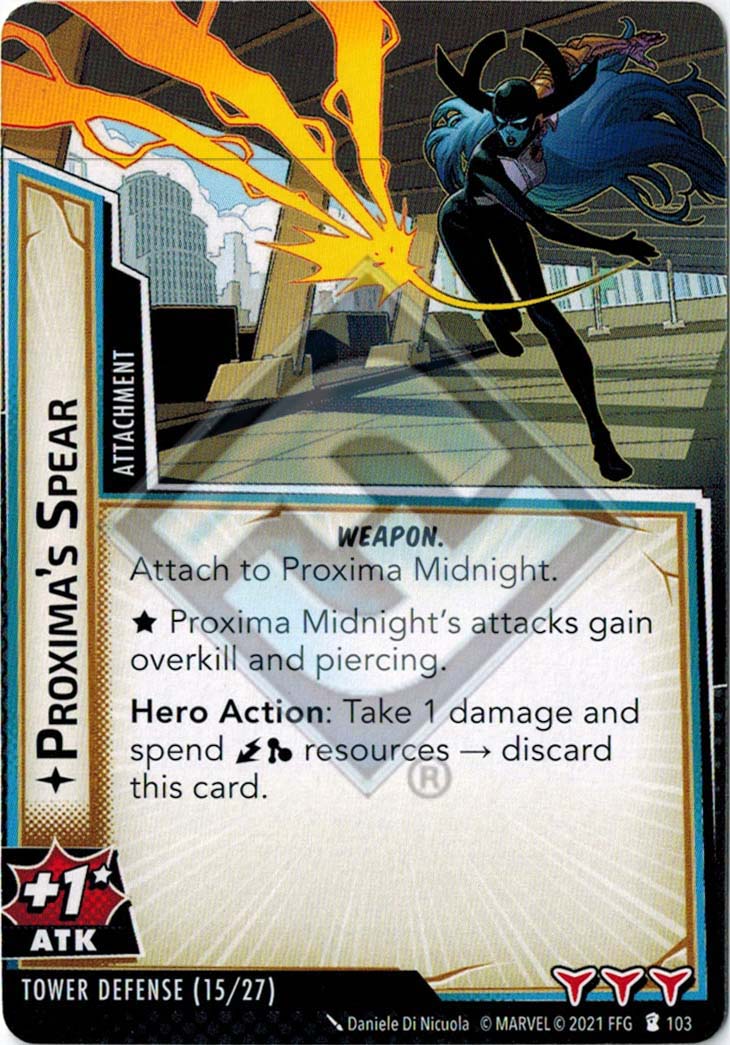 ATTACHMENT
PROXIMA'S SPEAR
WEAPON.
Attach to Proxima Midnight.
★ Proxima Midnight's attacks gain
overkill and piercing.
Hero Action: Take 1 damage and
spend resources → discard
this card.
+1★
ATK
TOWER DEFENSE (15/27)
Daniele Di Nicuola © MARVEL © 2021 FFG 103
®